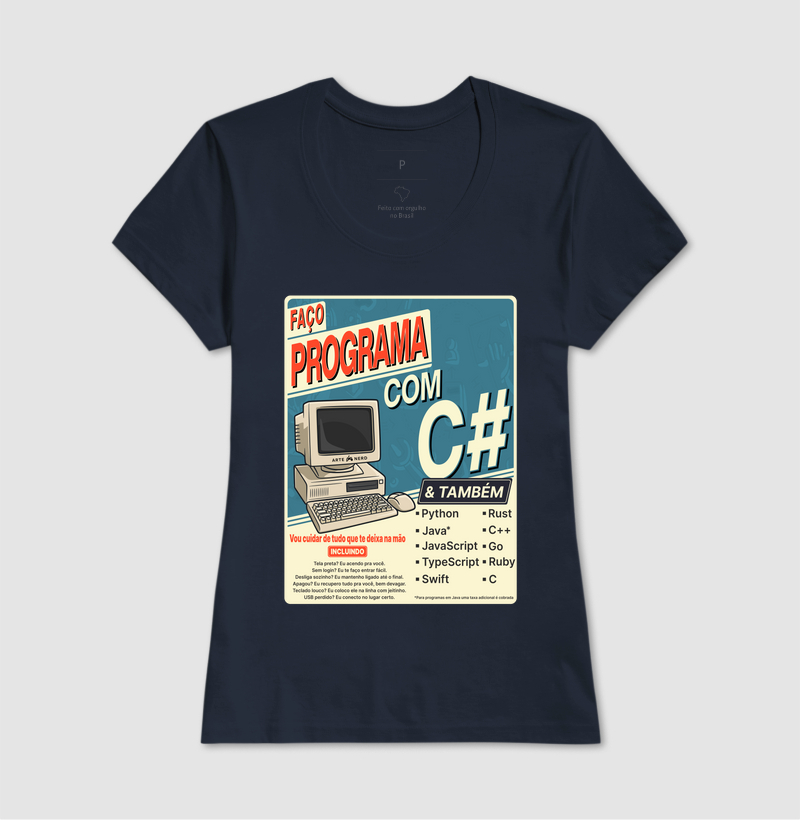 P
Feito com orgulho
no Brasil
FAÇO
PROGRAMA
COM
C#
& TAMBÉM
ARTE NERD
Vou cuidar de tudo que te deixa na mão
INCLUINDO
Tela preta? Eu acendo pra você.
Sem login? Eu te faço entrar fácil.
Desliga sozinho? Eu mantenho ligado até o final.
Apagou? Eu recupero tudo pra você, bem devagar.
Teclado louco? Eu coloco ele na linha com jeitinho.
USB perdido? Eu conecto no lugar certo.
▪ Python
▪ Java*
▪ JavaScript
▪ TypeScript
▪ Swift
▪ Rust
▪ C++
▪ Go
▪ Ruby
▪ C
*Para programas em Java uma taxa adicional é cobrada